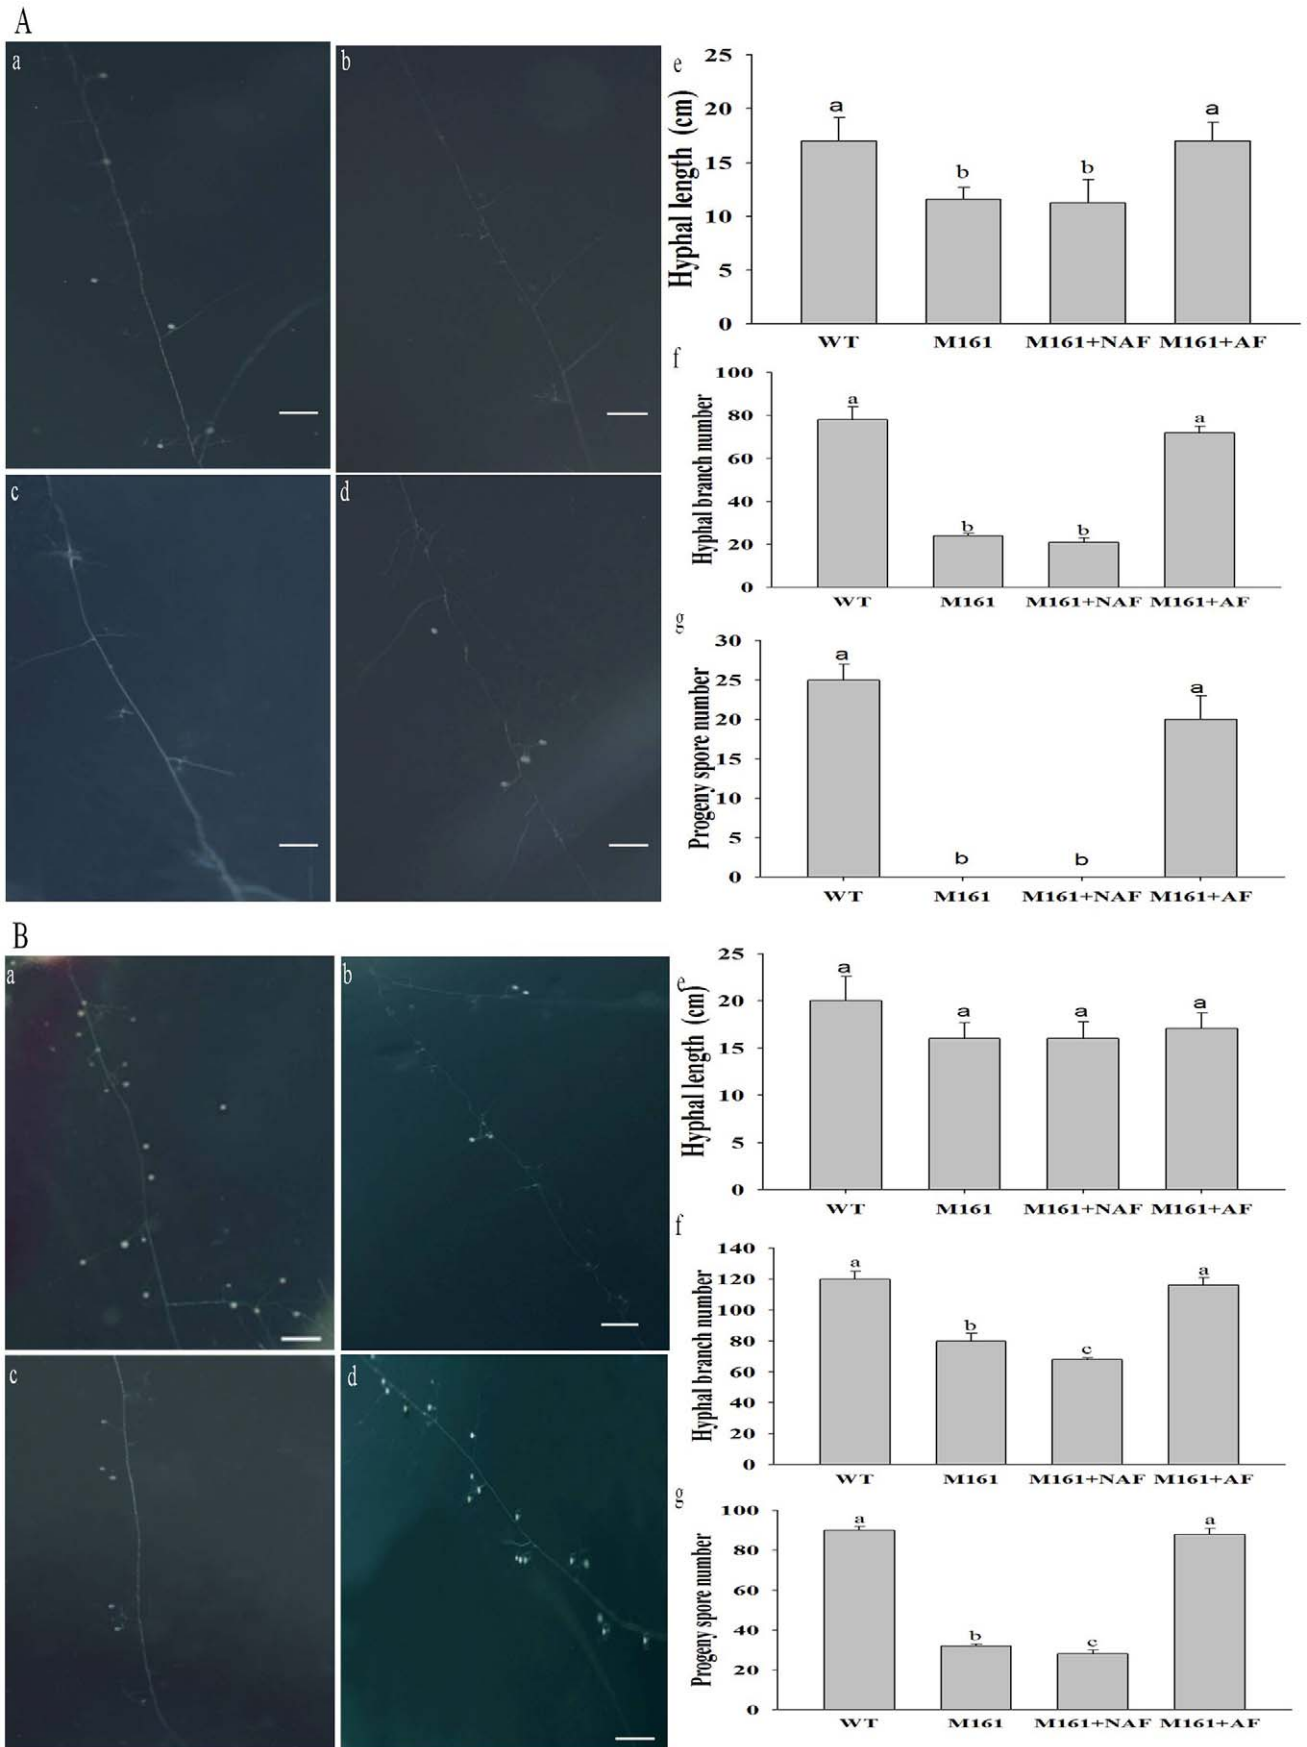 A
a
b
c
d
e
Hyphal length (cm)
25
20
15
10
5
0
a
b
b
a
WT M161 M161+NAF M161+AF
f
Hyphal branch number
100
80
60
40
20
0
a
b
b
a
WT M161 M161+NAF M161+AF
g
Progeny spore number
30
25
20
15
10
5
0
a
b
b
a
WT M161 M161+NAF M161+AF
B
a
b
c
d
e
Hyphal length (cm)
25
20
15
10
5
0
a
a
a
a
WT M161 M161+NAF M161+AF
f
Hyphal branch number
140
120
100
80
60
40
20
0
a
b
c
a
WT M161 M161+NAF M161+AF
g
Progeny spore number
100
80
60
40
20
0
a
b
c
a
WT M161 M161+NAF M161+AF